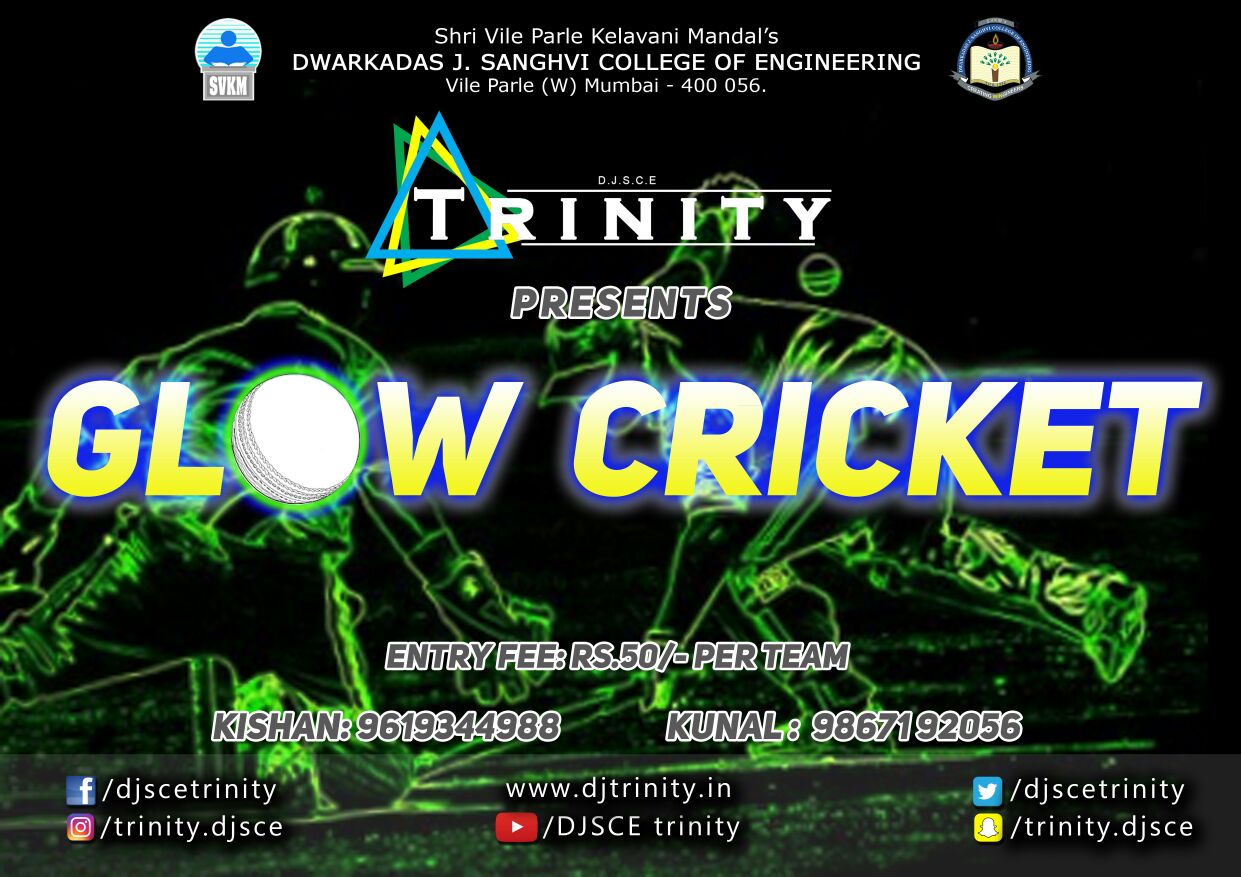 Shri Vile Parle Kelavani Mandal's
DWARKADAS J. SANGHVI COLLEGE OF ENGINEERING
Vile Parle (W) Mumbai - 400 056.
SVKM
D.J.S.C.E
TRINITY
PRESENTS
GLOW CRICKET
ENTRY FEE: RS.50/- PER TEAM
KISHAN: 9619344988
KUNAL : 9867192056
/djscetrinity
www.djtrinity.in
/djscetrinity
/trinity.djsce
/DJSCE trinity
/trinity.djsce